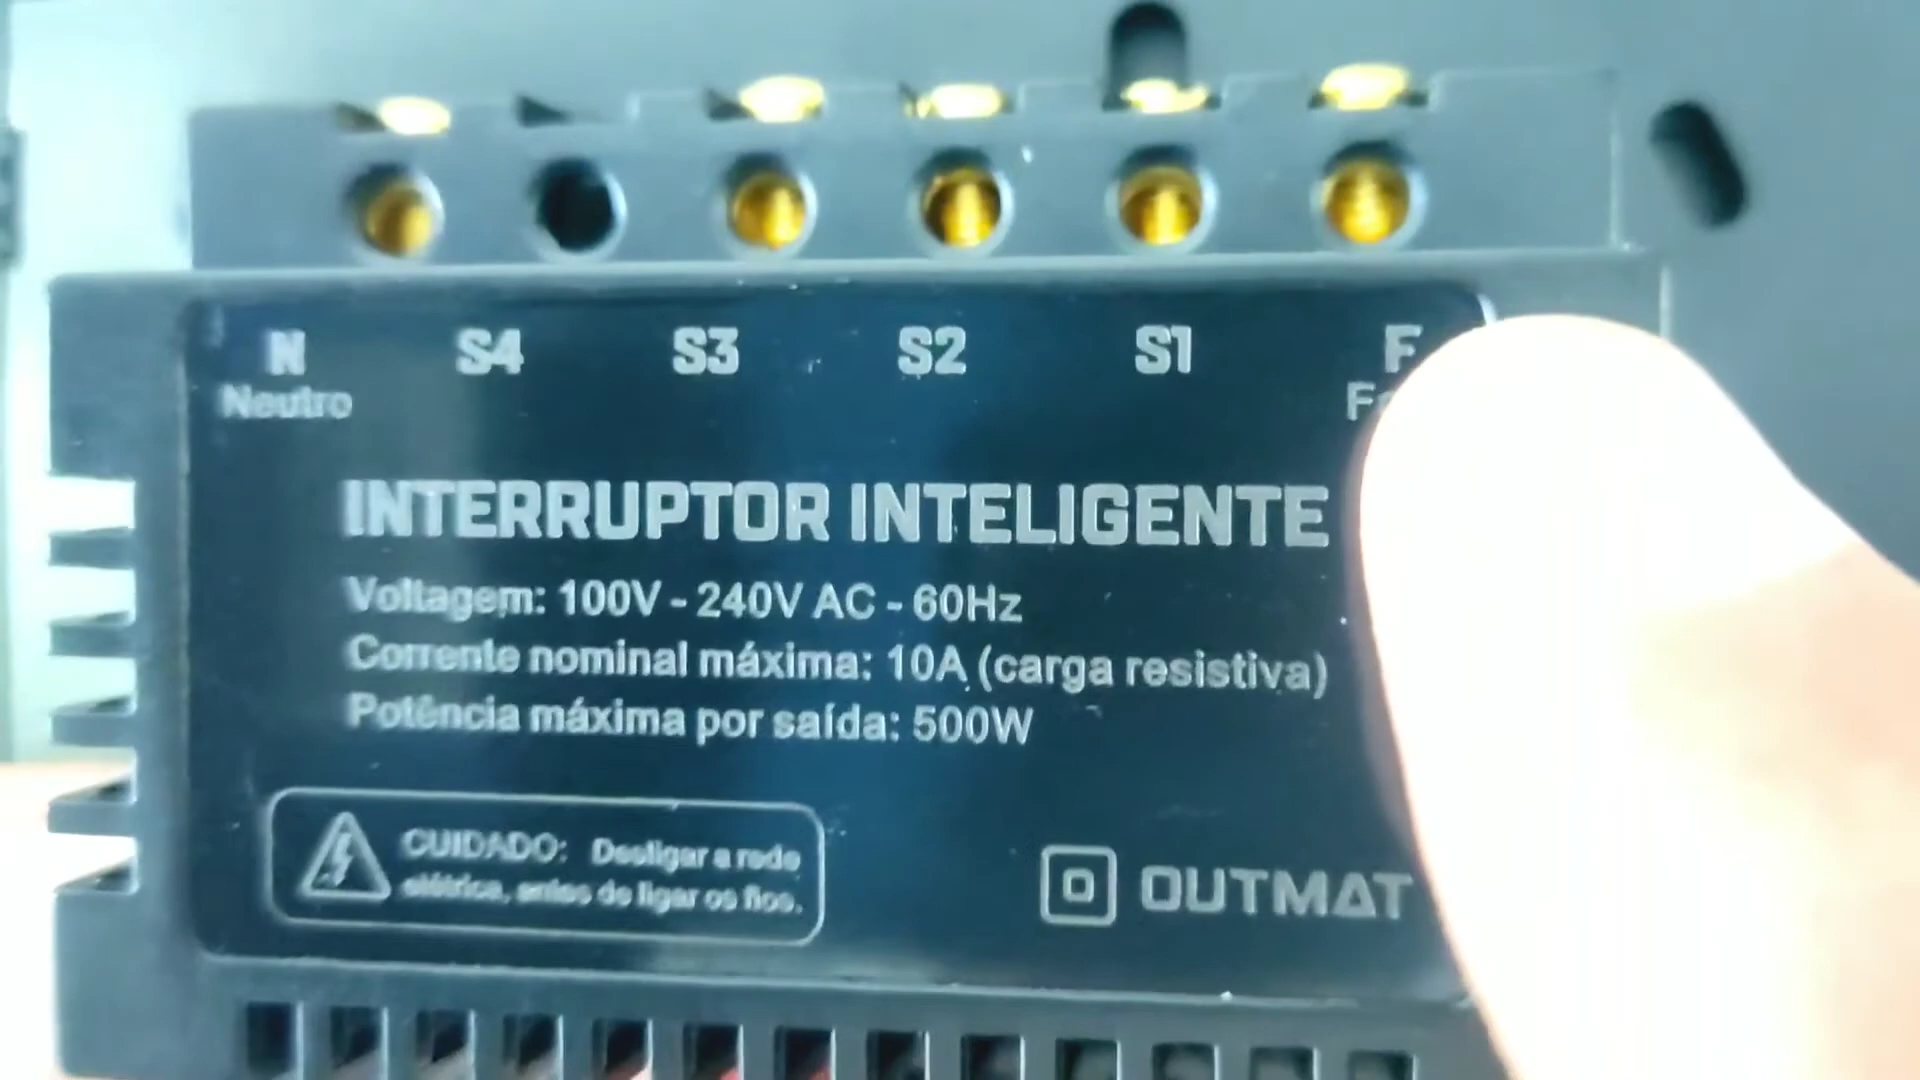 N S4 S3 S2 S1 F
Neutro
INTERRUPTOR INTELIGENTE
Voltagem: 100V - 240V AC - 60Hz
Corrente nominal máxima: 10A (carga resistiva)
Potência máxima por saída: 500W
CUIDADO: Desligar a rede
elétrica, antes de ligar os fios.
OUTMAT